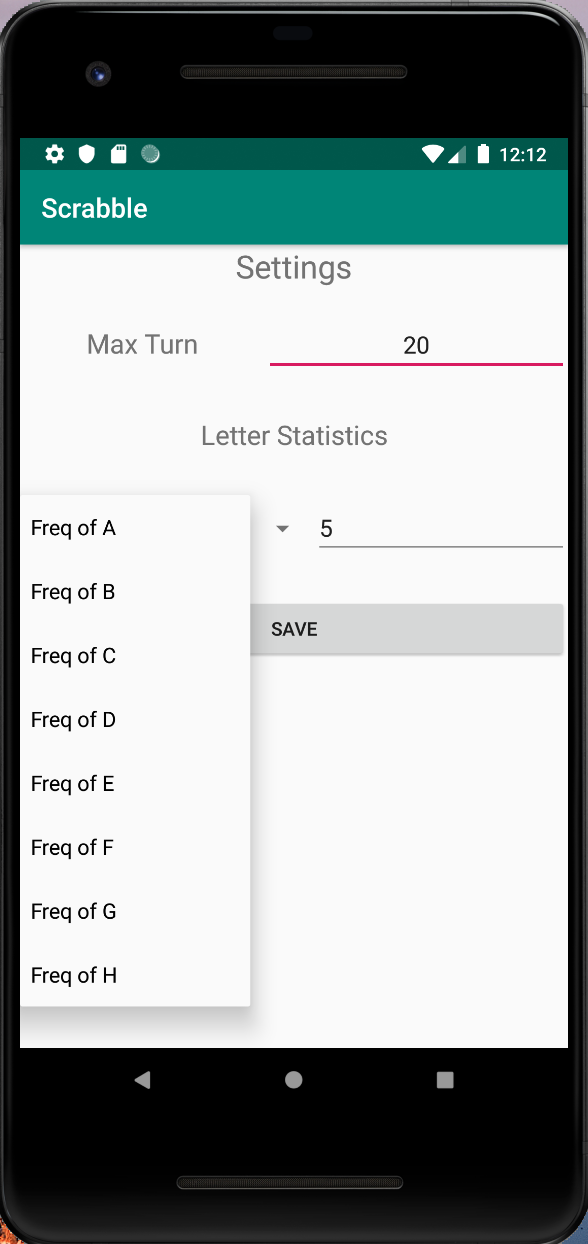 12:12
Scrabble
Settings
Max Turn 20
Letter Statistics
Freq of A 5
Freq of B
SAVE
Freq of C
Freq of D
Freq of E
Freq of F
Freq of G
Freq of H